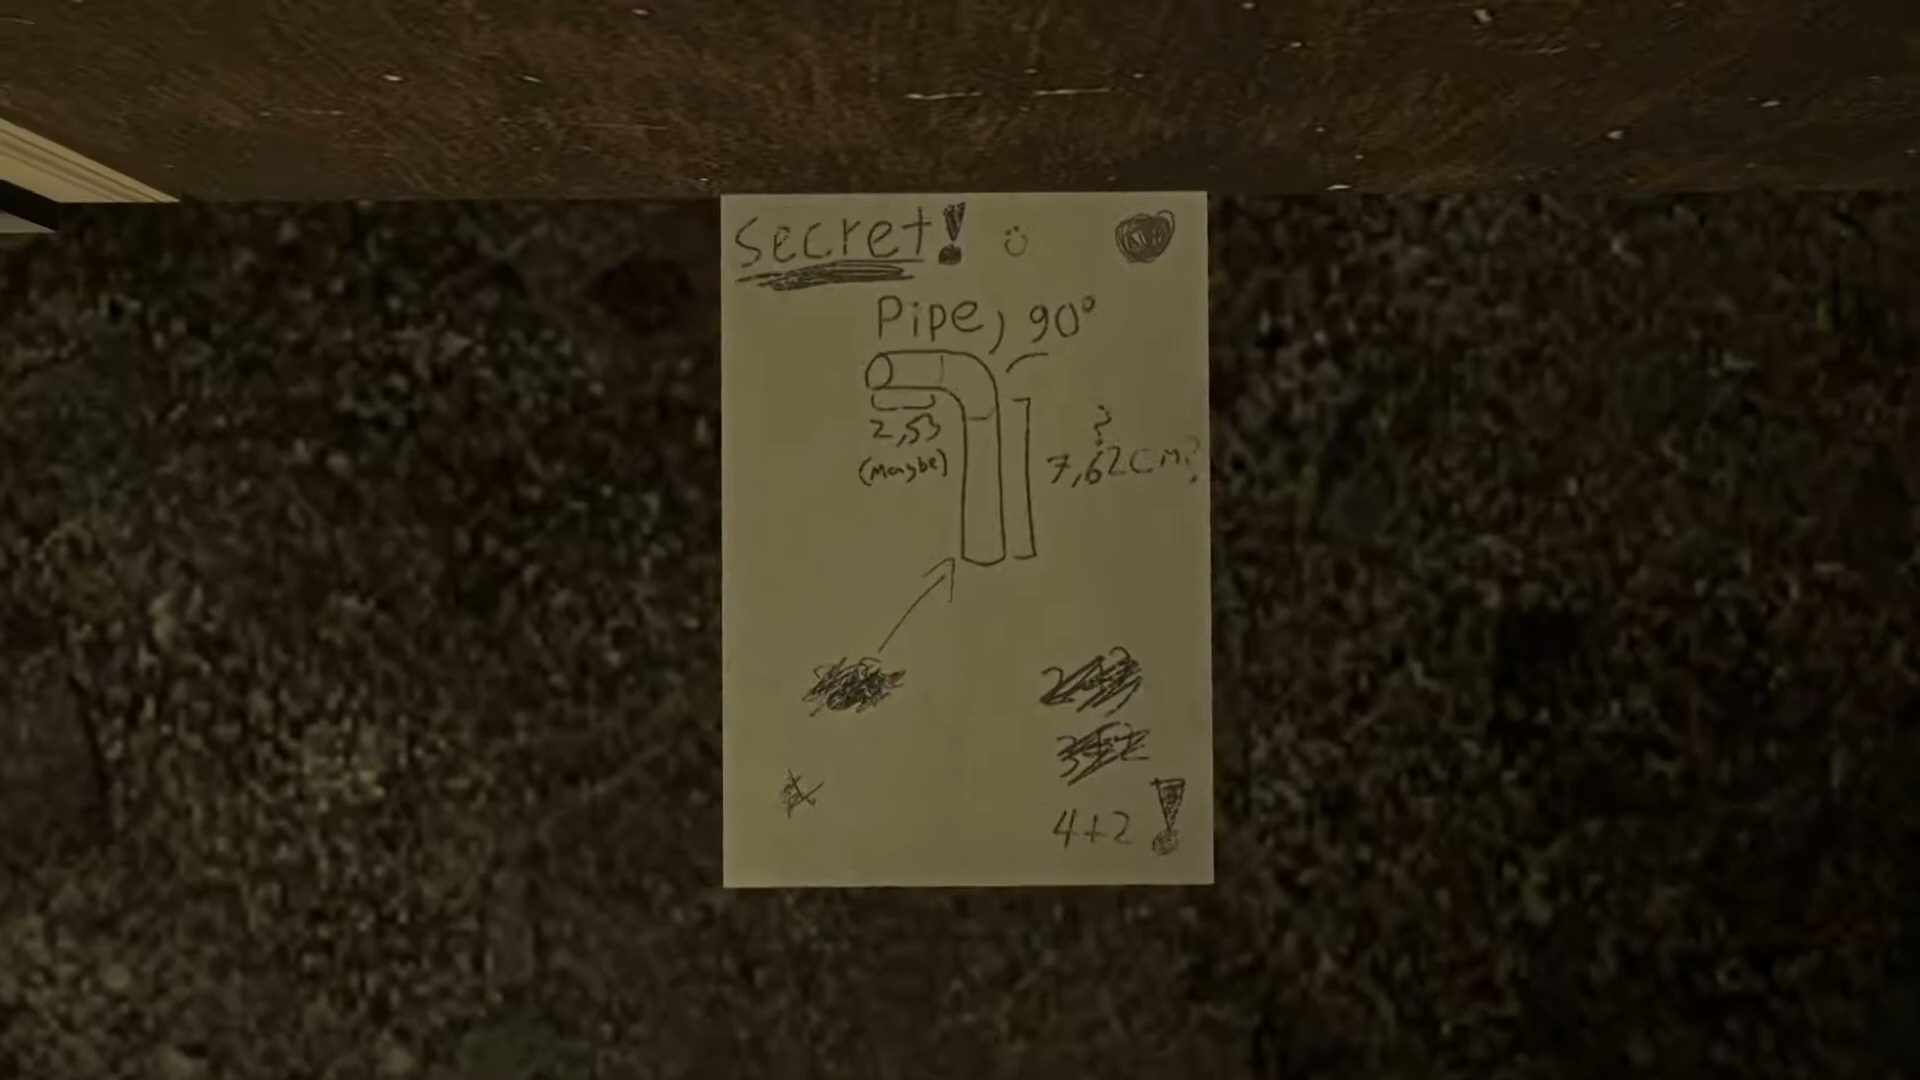 Secret!
Pipe, 90°
2,53
(Maybe)
?
7,62cm?
4+2!